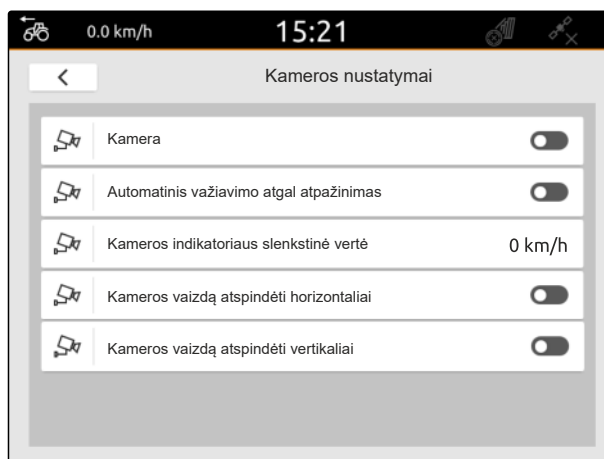 0.0 km/h 15:21
Kameros nustatymai
Kamera
Automatinis važiavimo atgal atpažinimas
Kameros indikatoriaus slenkstinė vertė 0 km/h
Kameros vaizdą atspindėti horizontaliai
Kameros vaizdą atspindėti vertikaliai